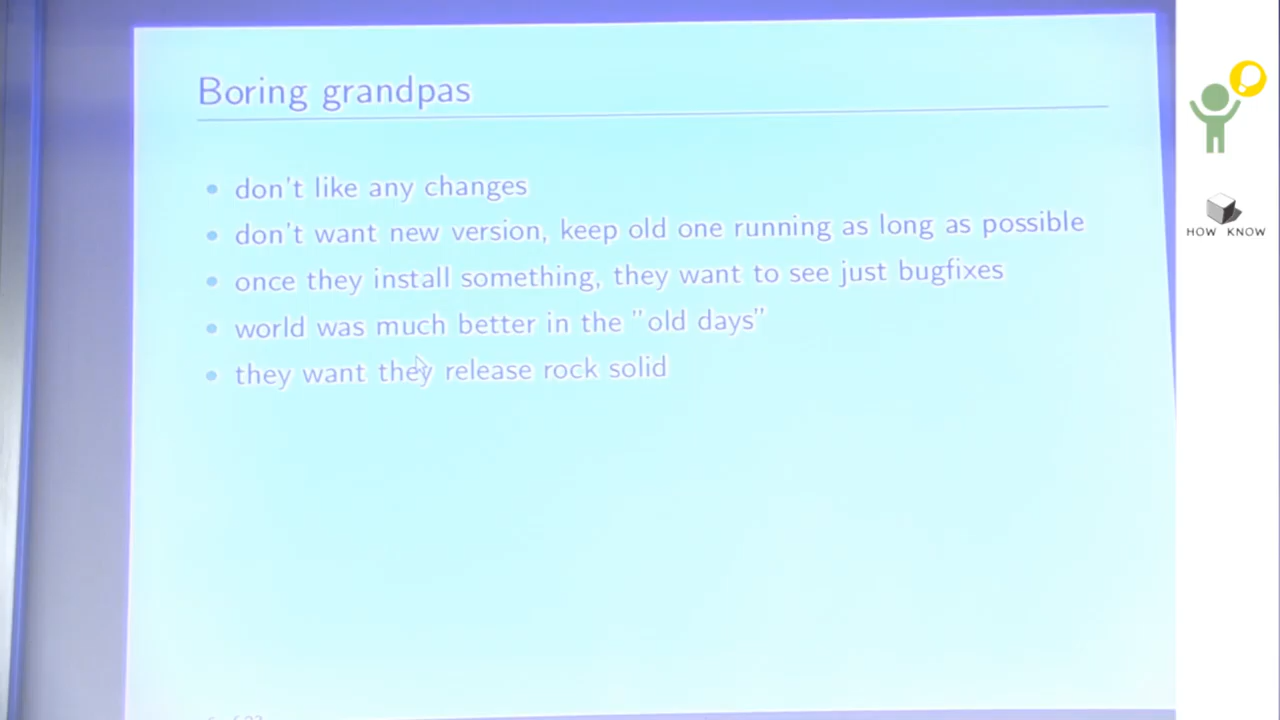 Boring grandpas
don't like any changes
don't want new version, keep old one running as long as possible
once they install something, they want to see just bugfixes
world was much better in the "old days"
they want they release rock solid
HOW KNOW